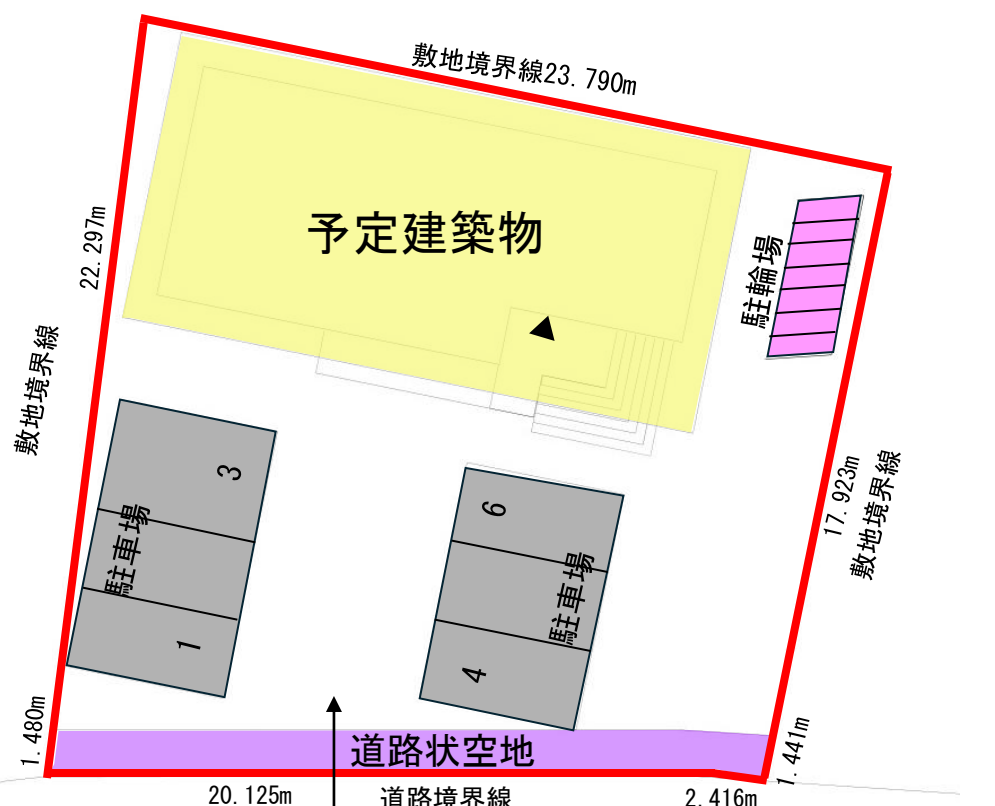 敷地境界線23.790m
22.297m
敷地境界線
予定建築物
駐輪場
17.923m
敷地境界線
3
駐車場
1
6
駐車場
4
1.480m
道路状空地
1.441m
20.125m
道路境界線
2.416m